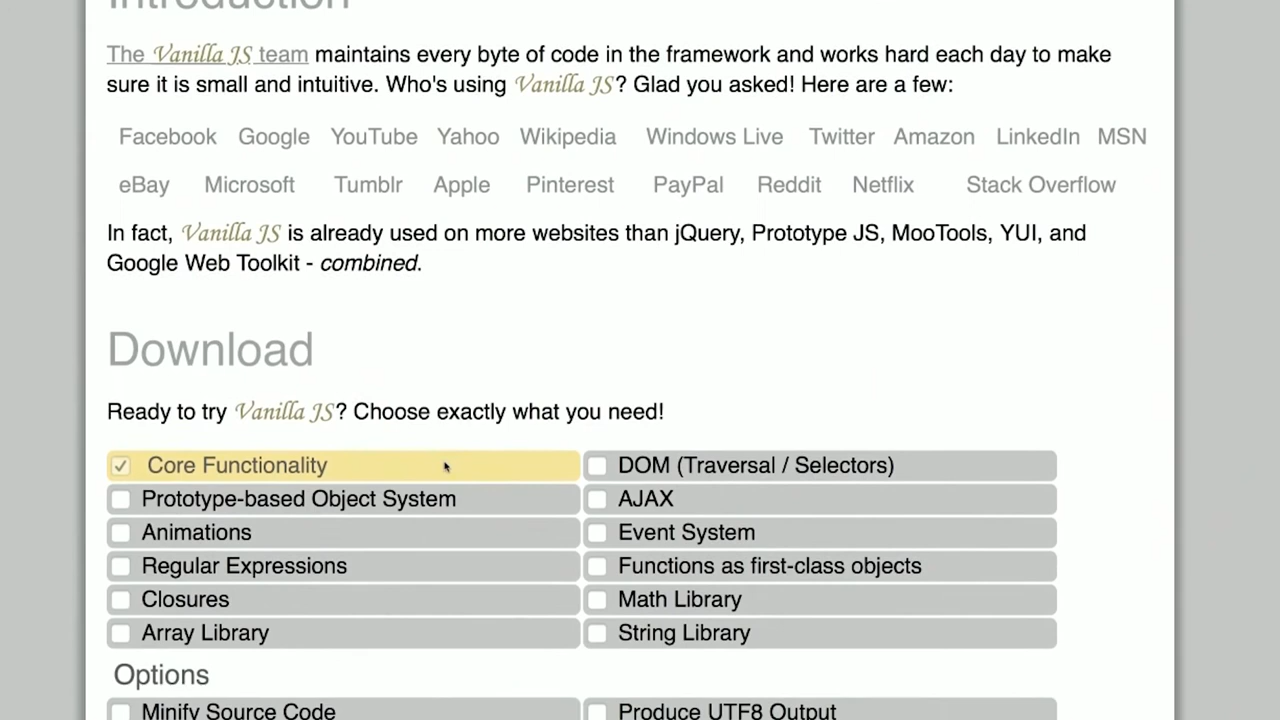 Introduction
The Vanilla JS team maintains every byte of code in the framework and works hard each day to make
sure it is small and intuitive. Who's using Vanilla JS? Glad you asked! Here are a few:
Facebook Google YouTube Yahoo Wikipedia Windows Live Twitter Amazon LinkedIn MSN
eBay Microsoft Tumblr Apple Pinterest PayPal Reddit Netflix Stack Overflow
In fact, Vanilla JS is already used on more websites than jQuery, Prototype JS, MooTools, YUI, and
Google Web Toolkit - combined.
Download
Ready to try Vanilla JS? Choose exactly what you need!
Core Functionality DOM (Traversal / Selectors)
Prototype-based Object System AJAX
Animations Event System
Regular Expressions Functions as first-class objects
Closures Math Library
Array Library String Library
Options
Minify Source Code Produce UTF8 Output